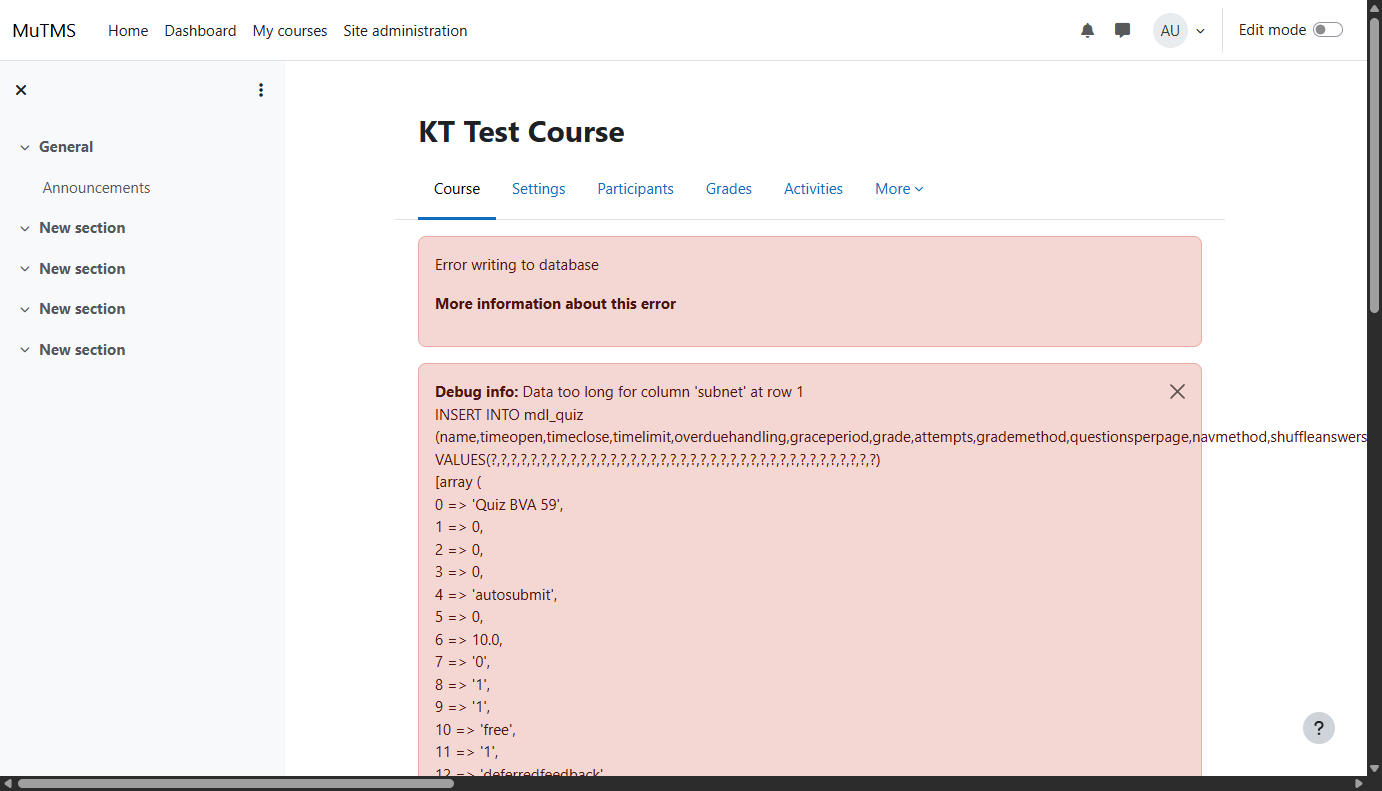 MuTMS Home Dashboard My courses Site administration AU Edit mode
General
Announcements
New section
New section
New section
New section
KT Test Course
Course Settings Participants Grades Activities More
Error writing to database
More information about this error
Debug info: Data too long for column 'subnet' at row 1
INSERT INTO mdl_quiz
(name,timeopen,timeclose,timelimit,overduehandling,graceperiod,grade,attempts,grademethod,questionsperpage,navmethod,shuffleanswers
VALUES(?,?,?,?,?,?,?,?,?,?,?,?,?,?,?,?,?,?,?,?,?,?,?,?,?,?,?,?,?,?,?,?,?,?,?,?,?,?,?)
[array (
0 => 'Quiz BVA 59',
1 => 0,
2 => 0,
3 => 0,
4 => 'autosubmit',
5 => 0,
6 => 10.0,
7 => '0',
8 => '1',
9 => '1',
10 => 'free',
11 => '1',
12 => 'deferredfeedback'
?